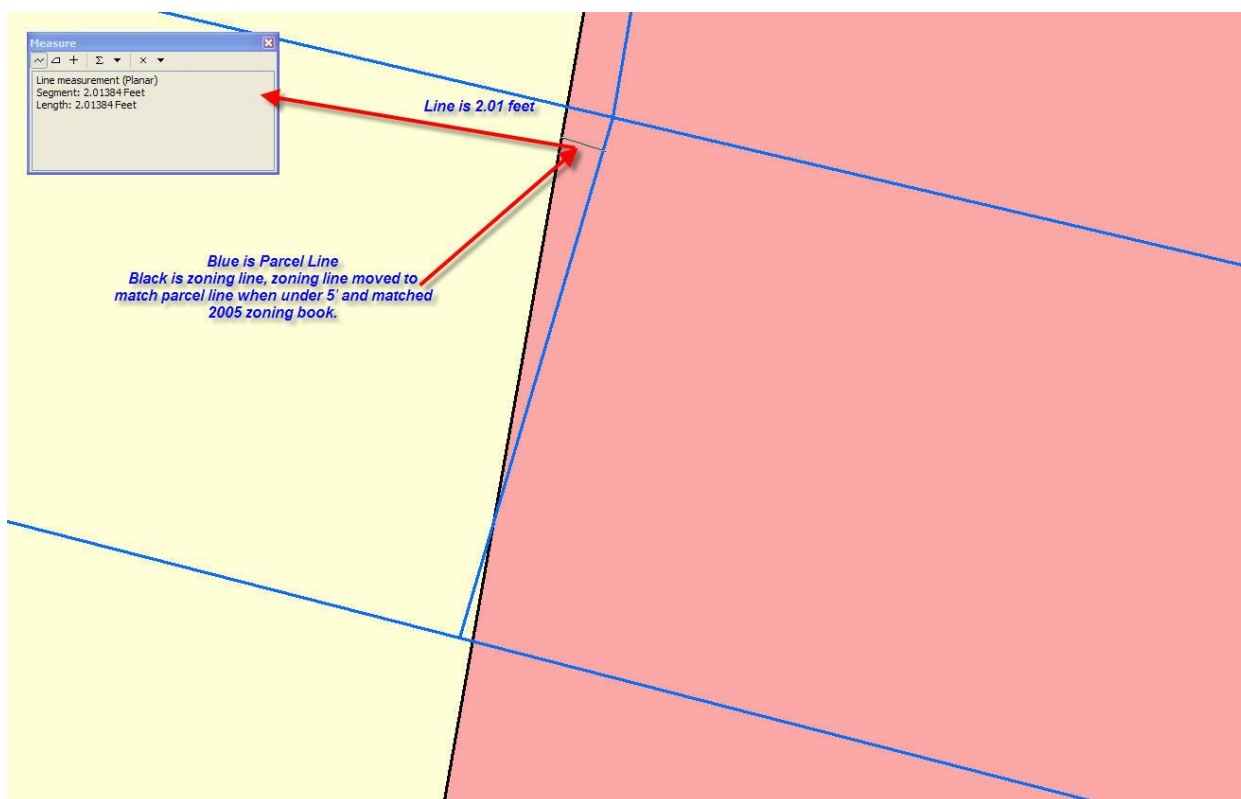 Measure
Line measurement (Planar)
Segment: 2.01384 Feet
Length: 2.01384 Feet
Line is 2.01 feet
Blue is Parcel Line
Black is zoning line, zoning line moved to
match parcel line when under 5' and matched
2005 zoning book.